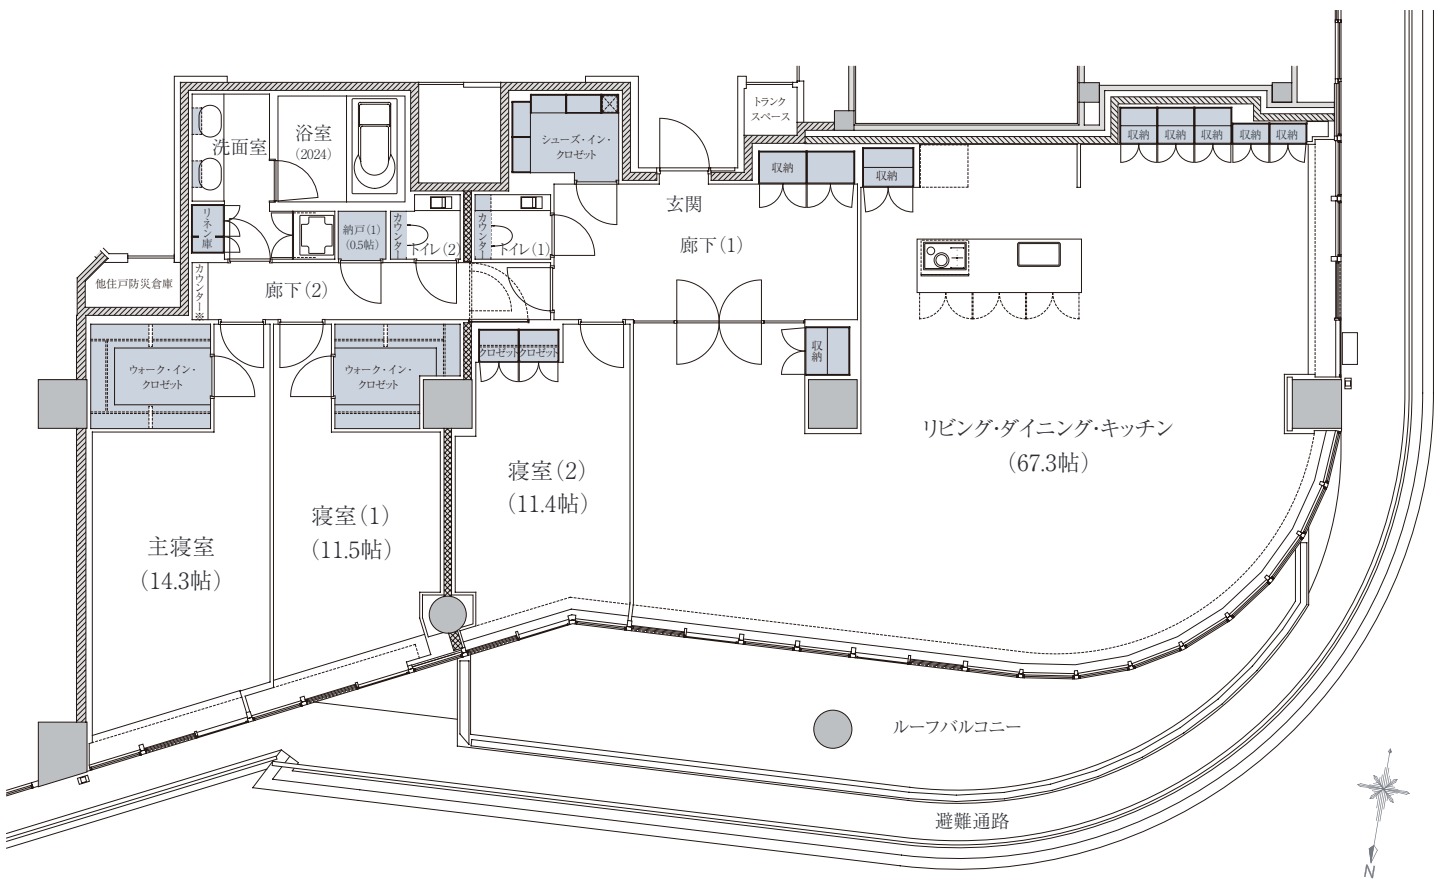 トランク
スペース
シューズ・イン・
クロゼット
洗面室
浴室
(2024)
収納
収納
収納
収納
収納
収納
収納
リネン庫
納戸(1)
(0.5帖)
カウンター
トイレ(2)
カウンター
トイレ(1)
玄関
廊下(1)
他住戸防災倉庫
カウンター※
廊下(2)
ウォーク・イン・
クロゼット
ウォーク・イン・
クロゼット
クロゼット
クロゼット
収納
リビング・ダイニング・キッチン
(67.3帖)
寝室(2)
(11.4帖)
寝室(1)
(11.5帖)
主寝室
(14.3帖)
ルーフバルコニー
避難通路
N